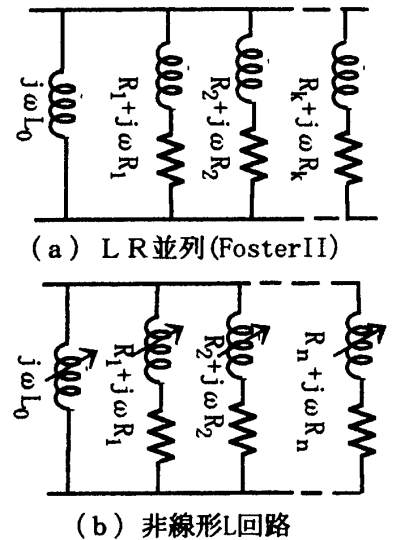 jωL₀
R₁+jωR₁
R₂+jωR₂
Rₖ+jωRₖ
(a) LR並列(FosterII)
jωL₀
R₁+jωR₁
R₂+jωR₂
Rₙ+jωRₙ
(b) 非線形L回路